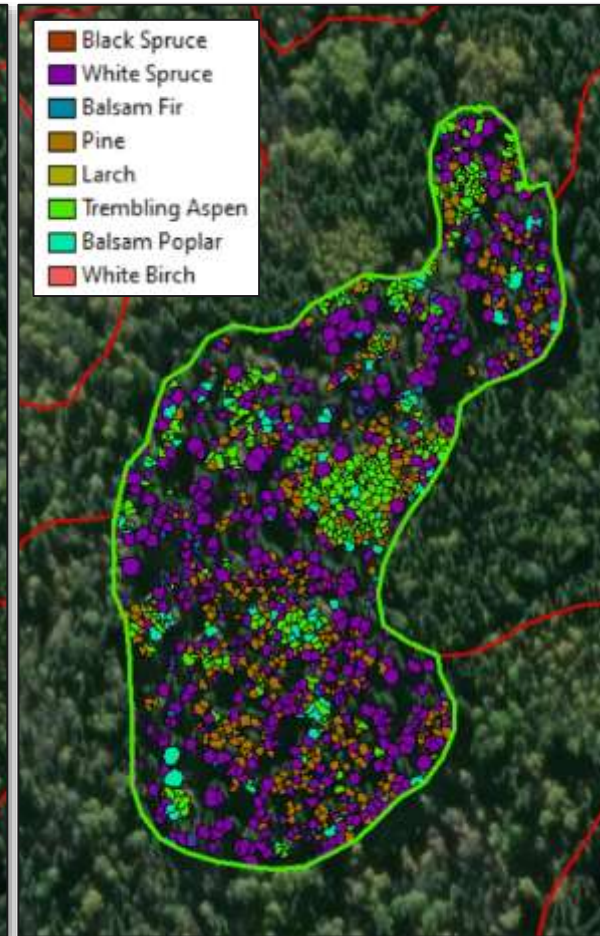 Black Spruce
White Spruce
Balsam Fir
Pine
Larch
Trembling Aspen
Balsam Poplar
White Birch